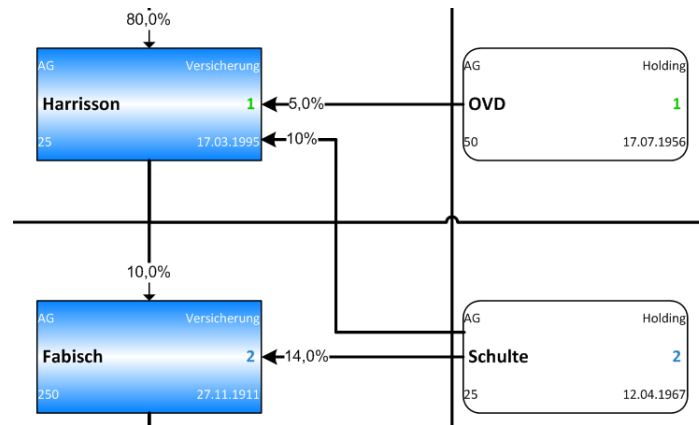 80,0%
AG Versicherung
Harrisson 1
25 17.03.1995
5,0%
10%
AG Holding
OVD 1
50 17.07.1956
10,0%
AG Versicherung
Fabisch 2
250 27.11.1911
14,0%
AG Holding
Schulte 2
25 12.04.1967